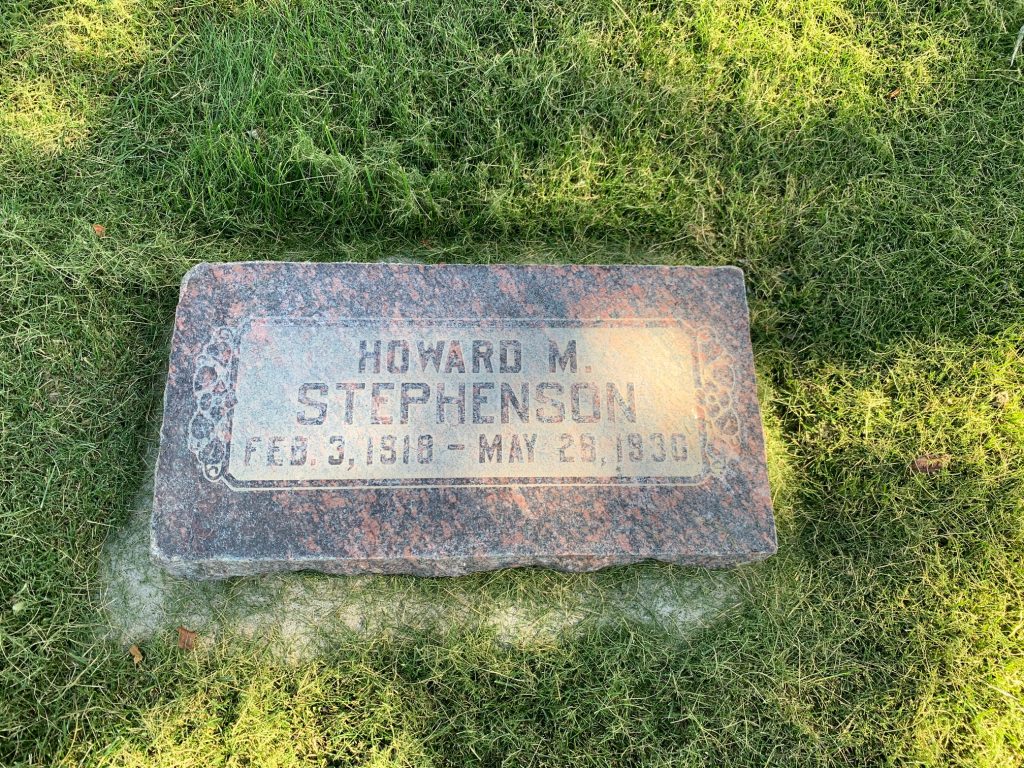 HOWARD M.
STEPHENSON
FEB. 3, 1918 - MAY 28, 1930